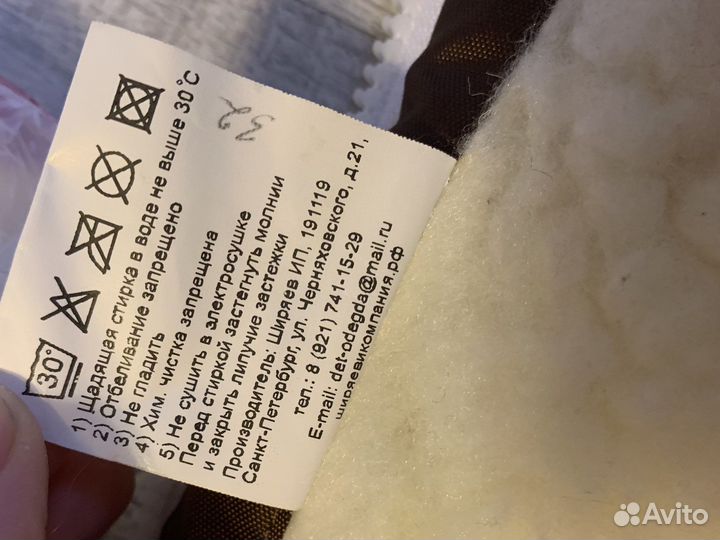 32
30°
1) Щадящая стирка в воде не выше 30°С
2) Отбеливание запрещено
3) Не гладить
4) Хим. чистка запрещена
5) Не сушить в электросушке
Перед стиркой застегнуть молнии
и закрыть липучие застежки
Производитель: Ширяев ИП, 191119
Санкт-Петербург, ул. Черняховского, д.21,
тел.: 8 (921) 741-15-29
E-mail: det-odegda@mail.ru
ширяевикомпания.рф
Avito